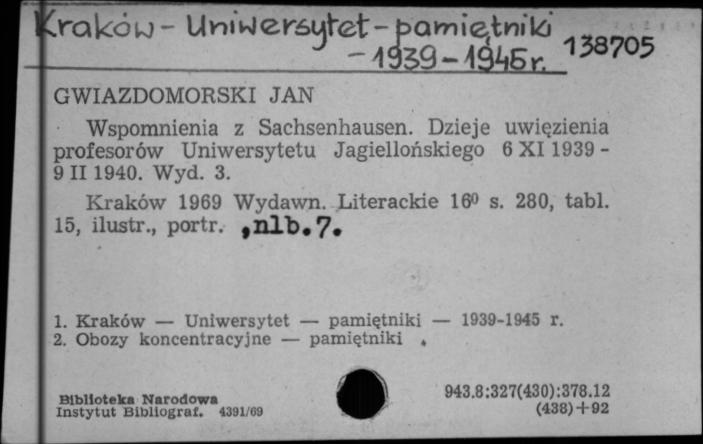 Kraków - Uniwersytet - pamiętniki
- 1939 - 1945 r. 138705
GWIAZDOMORSKI JAN
Wspomnienia z Sachsenhausen. Dzieje uwięzienia
profesorów Uniwersytetu Jagiellońskiego 6 XI 1939 -
9 II 1940. Wyd. 3.
Kraków 1969 Wydawn. Literackie 16⁰ s. 280, tabl.
15, ilustr., portr. ,nlb.7.
1. Kraków — Uniwersytet — pamiętniki — 1939-1945 r.
2. Obozy koncentracyjne — pamiętniki .
Biblioteka Narodowa
Instytut Bibliograf. 4391/69
943.8:327(430):378.12
(438)+92